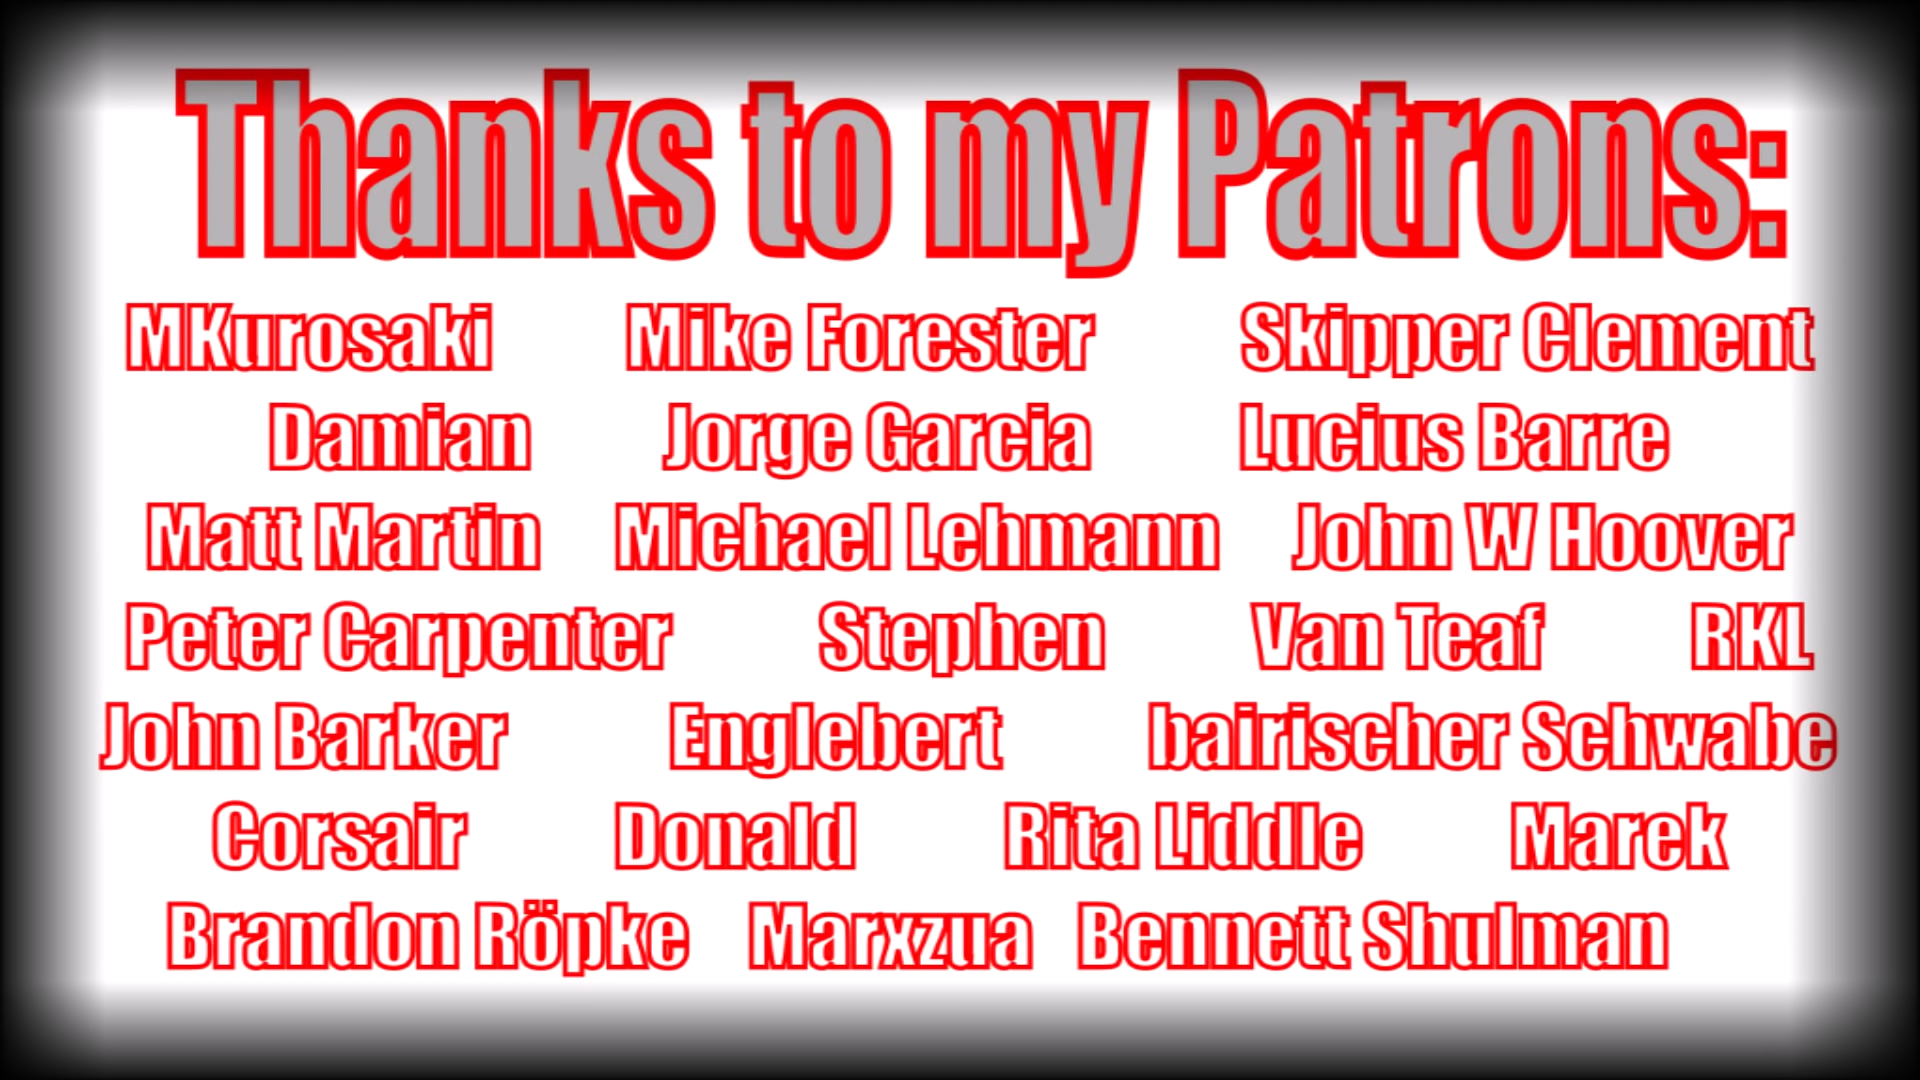 Thanks to my Patrons:
MKurosaki Mike Forester Skipper Clement
Damian Jorge Garcia Lucius Barre
Matt Martin Michael Lehmann John W Hoover
Peter Carpenter Stephen Van Teaf RKL
John Barker Englebert bairischer Schwabe
Corsair Donald Rita Liddle Marek
Brandon Röpke Marxzua Bennett Shulman